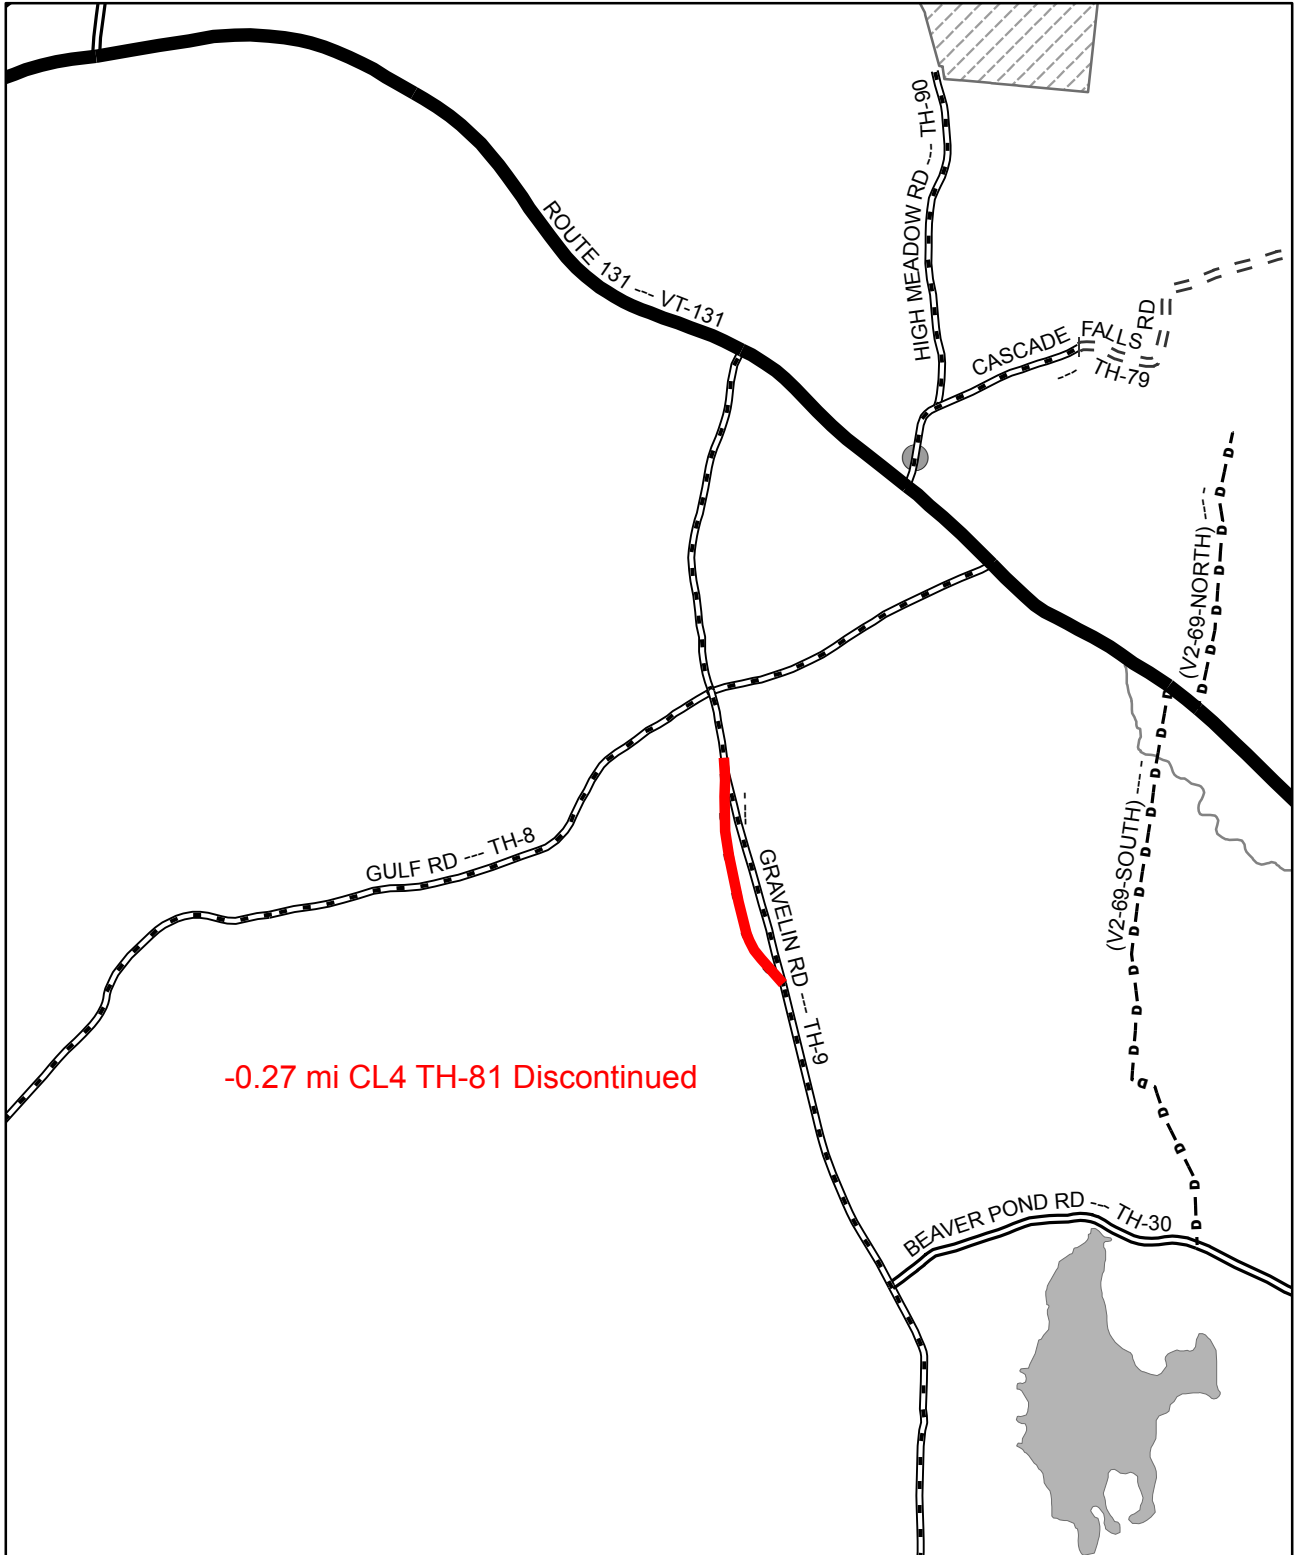 HIGH MEADOW RD ---- TH-90
ROUTE 131 --- VT-131
CASCADE FALLS RD
---- TH-79
(V2-69-NORTH) -----
GULF RD ---- TH-8
GRAVELIN RD ---- TH-9
(V2-69-SOUTH) -----
-0.27 mi CL4 TH-81 Discontinued
BEAVER POND RD --- TH-30
D D D D D D D D
D D D D D D D D D D D D D